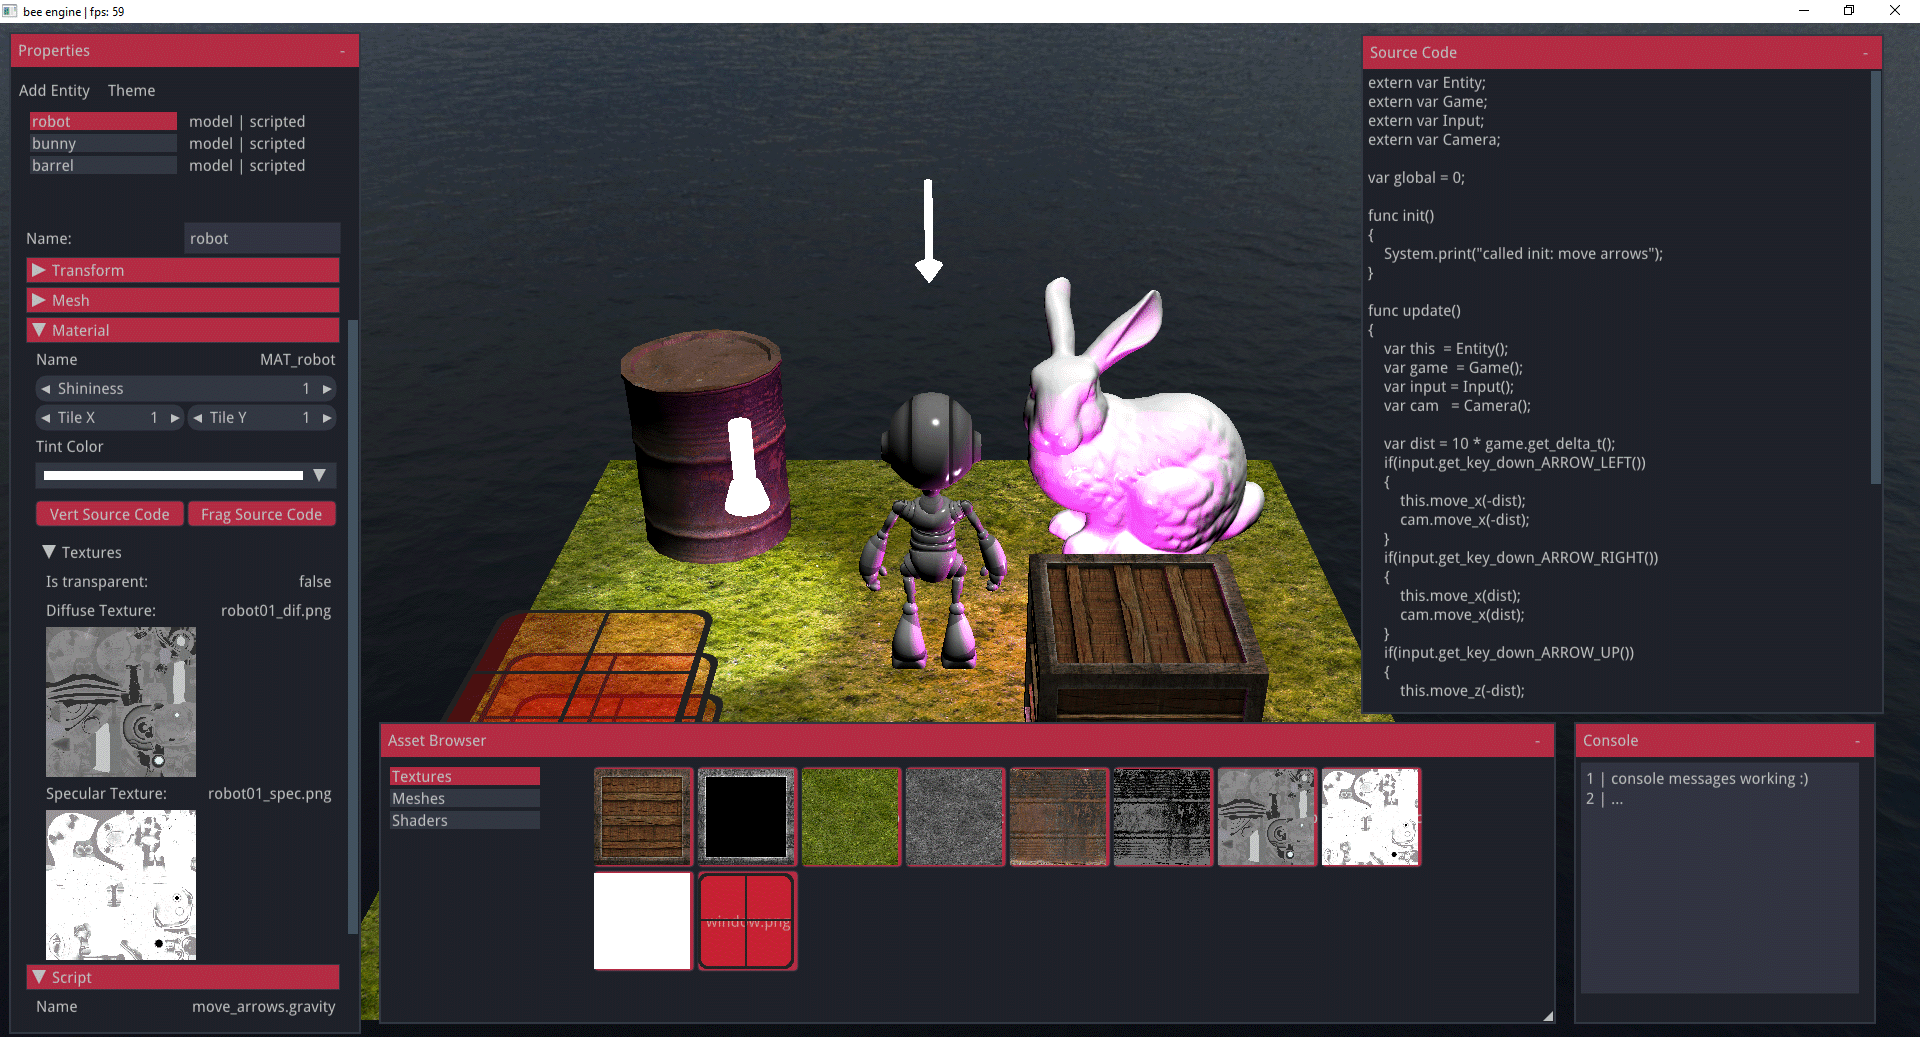 bee engine | fps: 59
Properties -
Add Entity Theme
robot model | scripted
bunny model | scripted
barrel model | scripted
Name: robot
Transform
Mesh
Material
Name MAT_robot
Shininess 1
Tile X 1 Tile Y 1
Tint Color
Vert Source Code Frag Source Code
Textures
Is transparent: false
Diffuse Texture: robot01_dif.png
Specular Texture: robot01_spec.png
Script
Name move_arrows.gravity
Source Code -
extern var Entity;
extern var Game;
extern var Input;
extern var Camera;
var global = 0;
func init()
{
System.print("called init: move arrows");
}
func update()
{
var this = Entity();
var game = Game();
var input = Input();
var cam = Camera();
var dist = 10 * game.get_delta_t();
if(input.get_key_down_ARROW_LEFT())
{
this.move_x(-dist);
cam.move_x(-dist);
}
if(input.get_key_down_ARROW_RIGHT())
{
this.move_x(dist);
cam.move_x(dist);
}
if(input.get_key_down_ARROW_UP())
{
this.move_z(-dist);
Asset Browser -
Textures
Meshes
Shaders
window.png
Console -
1 | console messages working :)
2 | ...